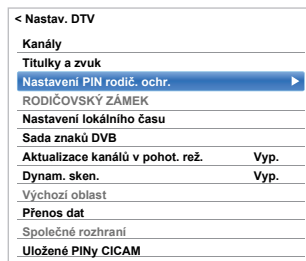 < Nastav. DTV
Kanály
Titulky a zvuk
Nastavení PIN rodič. ochr.
RODIČOVSKÝ ZÁMEK
Nastavení lokálního času
Sada znaků DVB
Aktualizace kanálů v pohot. rež. Vyp.
Dynam. sken. Vyp.
Výchozí oblast
Přenos dat
Společné rozhraní
Uložené PINy CICAM